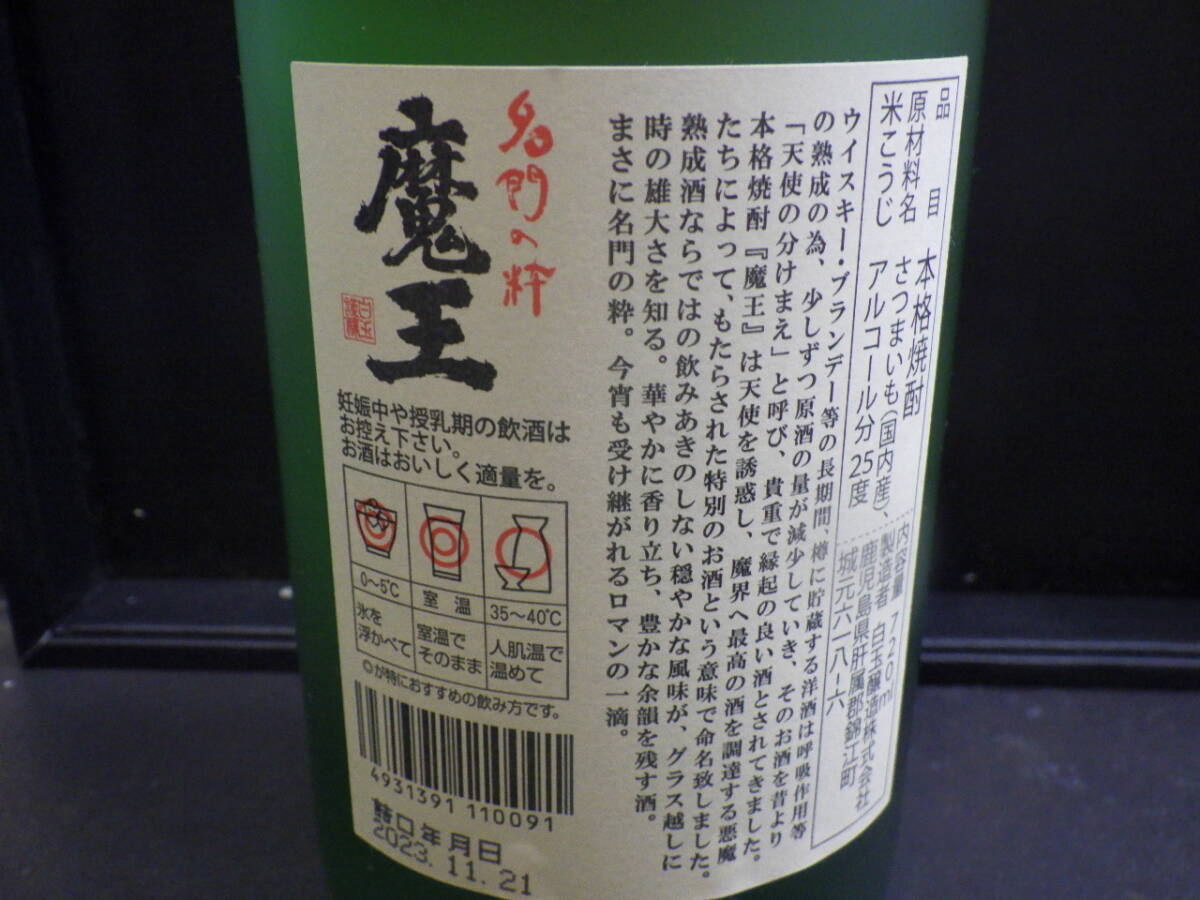 品目 本格焼酎
原材料名 さつまいも(国内産)、
米こうじ アルコール分25度
内容量 720ml
製造者 白玉醸造株式会社
鹿児島県肝属郡錦江町
城元六一八-六
ウイスキー・ブランデー等の長期間、樽に貯蔵する洋酒は呼吸作用等
の熟成の為、少しずつ原酒の量が減少していき、そのお酒を昔より
「天使の分けまえ」と呼び、貴重で縁起の良い酒とされてきました。
本格焼酎『魔王』は天使を誘惑し、魔界へ最高の酒を調達する悪魔
たちによって、もたらされた特別のお酒という意味で命名致しました。
熟成酒ならではの飲みあきのしない穏やかな風味が、グラス越しに
時の雄大さを知る。華やかに香り立ち、豊かな余韻を残す酒。
まさに名門の粋。今宵も受け継がれるロマンの一滴。
名門の粋
魔王
妊娠中や授乳期の飲酒は
お控え下さい。
お酒はおいしく適量を。
0〜5℃
氷を
浮かべて
室温
室温で
そのまま
35〜40℃
人肌温で
温めて
◎が特におすすめの飲み方です。
4931391 110091
詰口年月日
2023.11.21